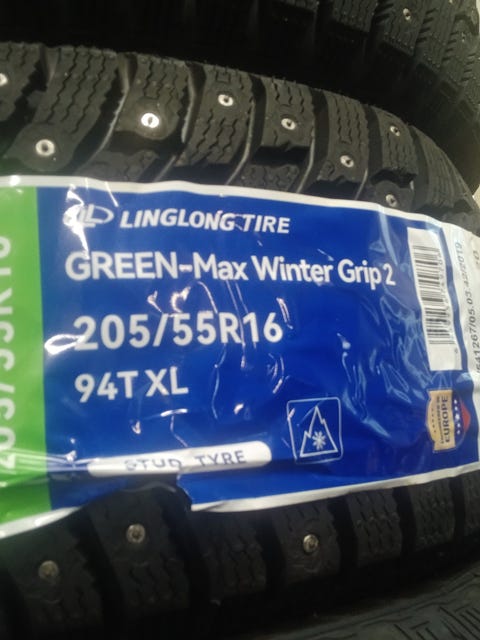 LINGLONG TIRE
GREEN-Max Winter Grip 2
205/55R16
94T XL
STUD TYRE
EUROPE